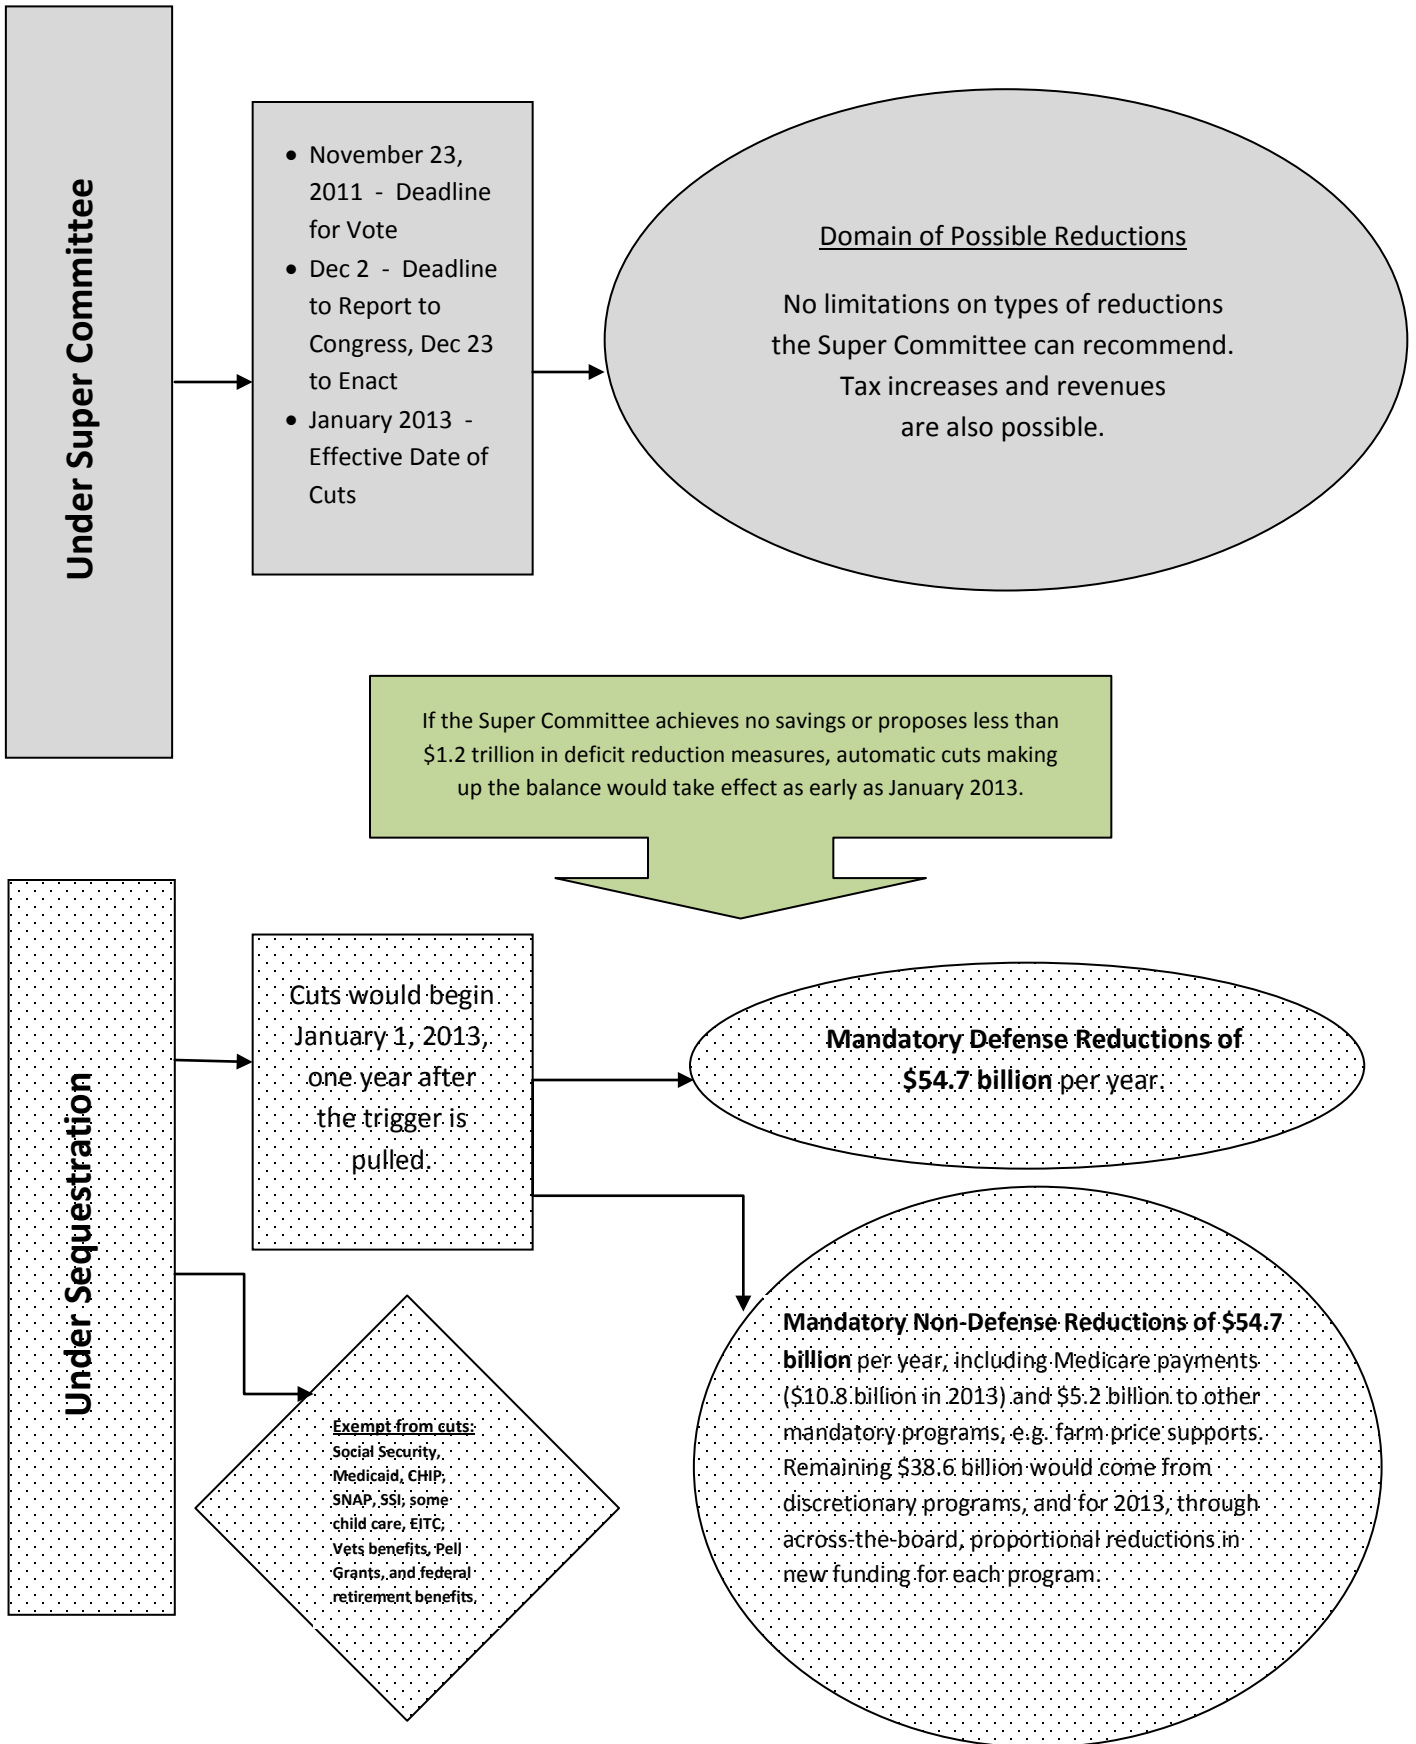 Under Super Committee
• November 23,
2011 - Deadline
for Vote
• Dec 2 - Deadline
to Report to
Congress, Dec 23
to Enact
• January 2013 -
Effective Date of
Cuts
Domain of Possible Reductions
No limitations on types of reductions
the Super Committee can recommend.
Tax increases and revenues
are also possible.
If the Super Committee achieves no savings or proposes less than
$1.2 trillion in deficit reduction measures, automatic cuts making
up the balance would take effect as early as January 2013.
Under Sequestration
Cuts would begin
January 1, 2013,
one year after
the trigger is
pulled.
Mandatory Defense Reductions of
$54.7 billion per year.
Mandatory Non-Defense Reductions of $54.7
billion per year, including Medicare payments
($10.8 billion in 2013) and $5.2 billion to other
mandatory programs, e.g. farm price supports.
Remaining $38.6 billion would come from
discretionary programs, and for 2013, through
across-the-board, proportional reductions in
new funding for each program.
Exempt from cuts:
Social Security,
Medicaid, CHIP,
SNAP, SSI, some
child care, EITC,
Vets benefits, Pell
Grants, and federal
retirement benefits.